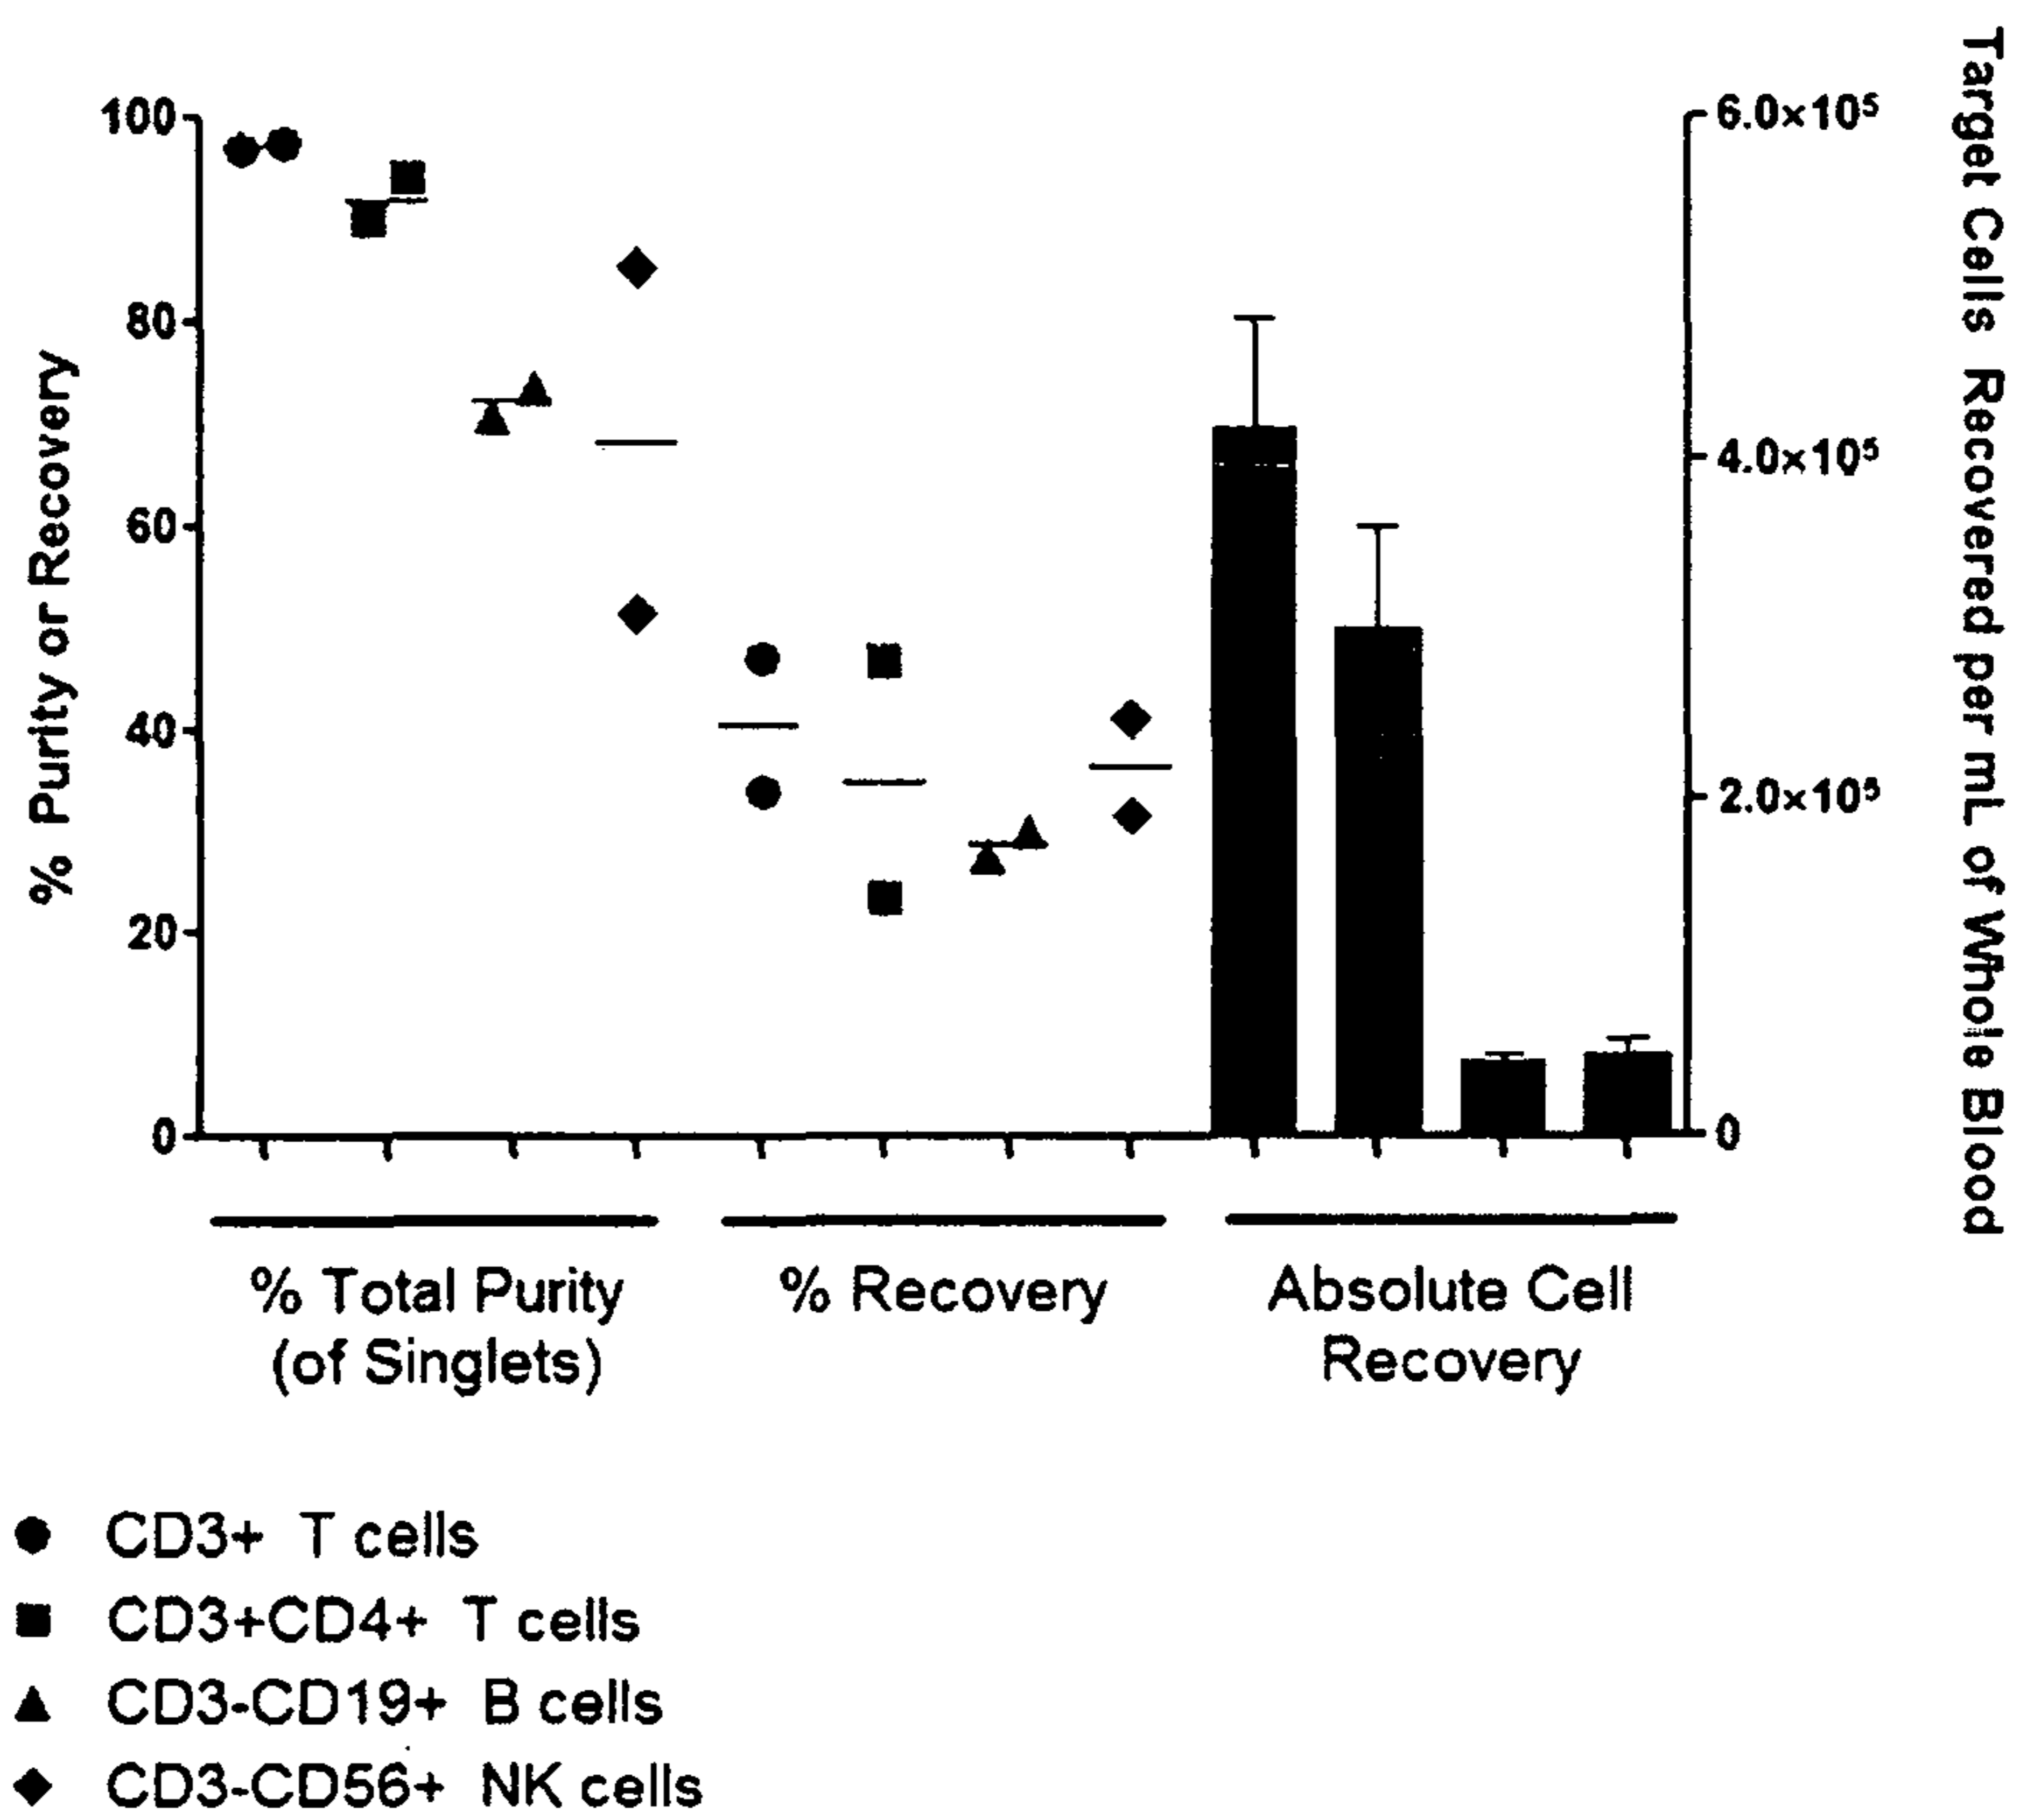 100
80
60
40
20
0
% Purity or Recovery
6.0×10⁵
4.0×10⁵
2.0×10⁵
0
Target Cells Recovered per mL of Whole Blood
% Total Purity
(of Singlets)
% Recovery
Absolute Cell
Recovery
● CD3+ T cells
■ CD3+CD4+ T cells
▲ CD3-CD19+ B cells
◆ CD3-CD56+ NK cells